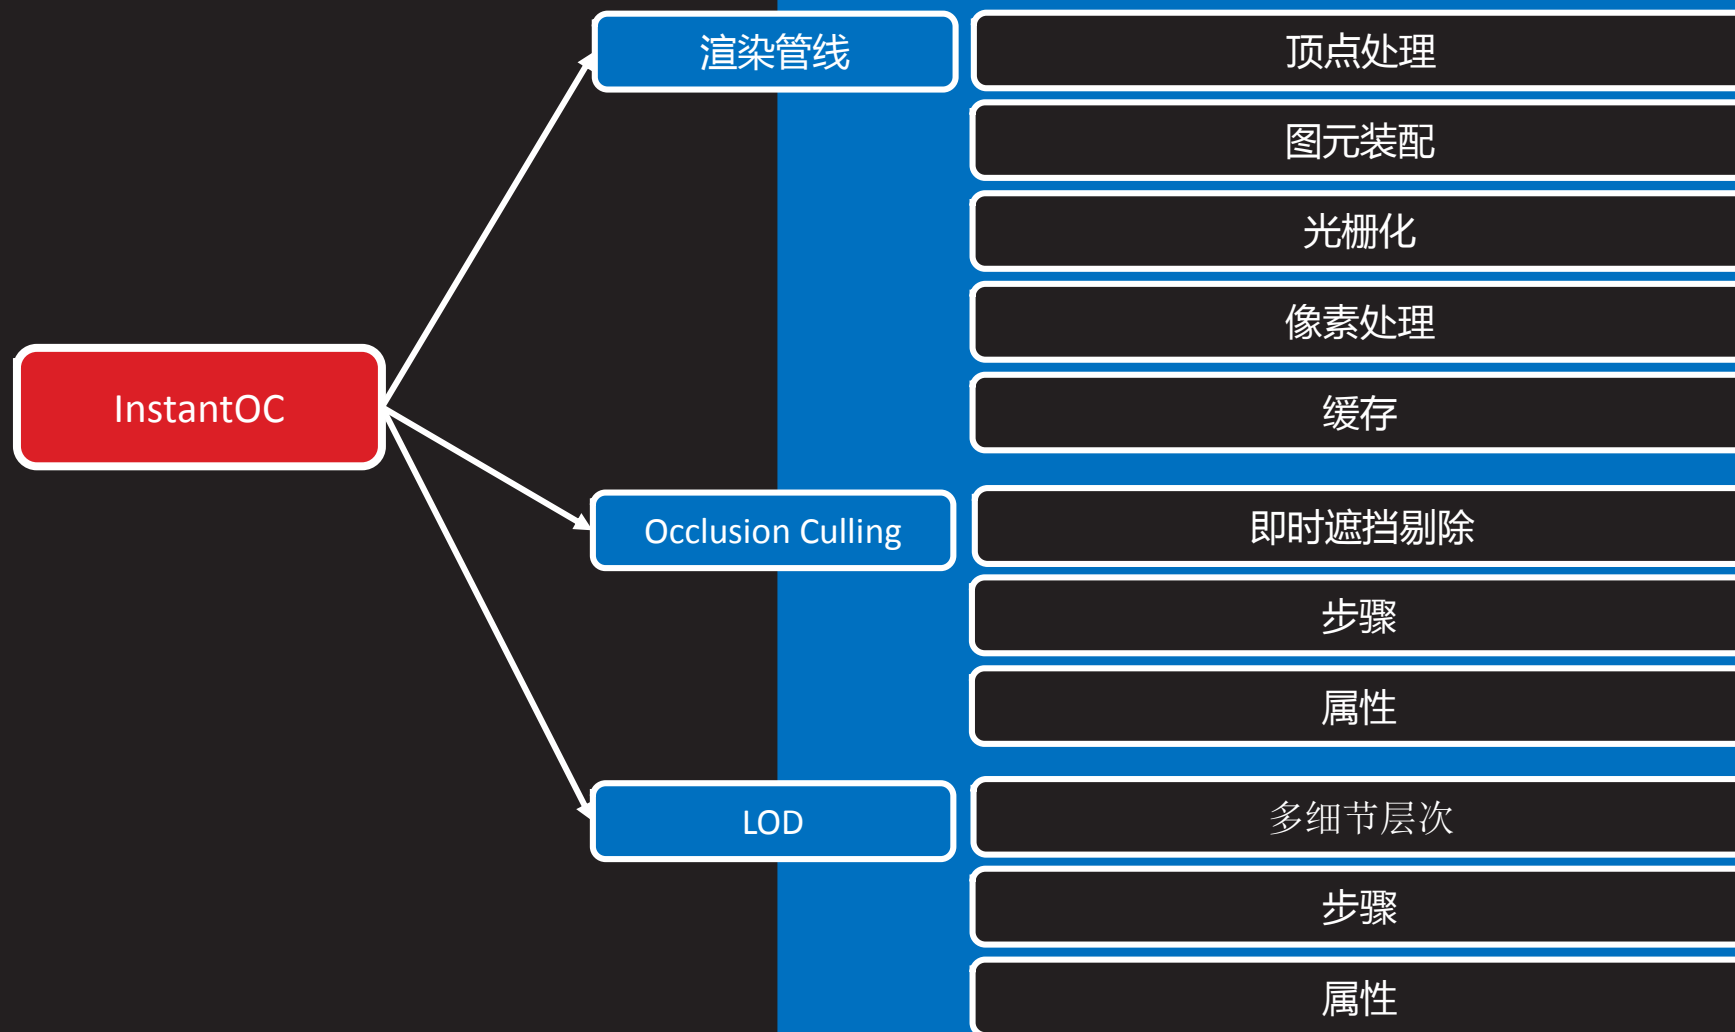 渲染管线
顶点处理
图元装配
光栅化
像素处理
缓存
InstantOC
Occlusion Culling
即时遮挡剔除
步骤
属性
LOD
多细节层次
步骤
属性